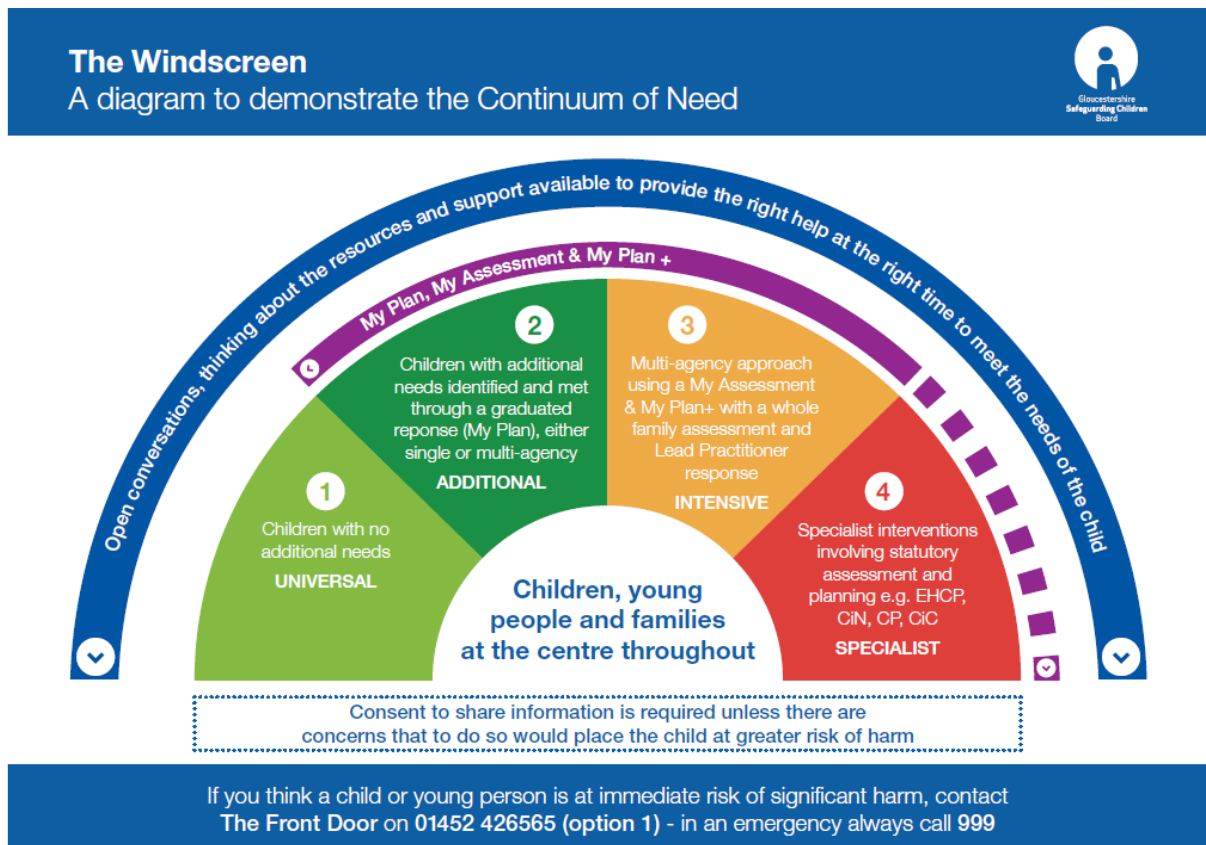 The Windscreen
A diagram to demonstrate the Continuum of Need
Gloucestershire
Safeguarding Children
Board
Open conversations, thinking about the resources and support available to provide the right help at the right time to meet the needs of the child
My Plan, My Assessment & My Plan +
1
Children with no
additional needs
UNIVERSAL
2
Children with additional
needs identified and met
through a graduated
reponse (My Plan), either
single or multi-agency
ADDITIONAL
3
Multi-agency approach
using a My Assessment
& My Plan+ with a whole
family assessment and
Lead Practitioner
response
INTENSIVE
4
Specialist interventions
involving statutory
assessment and
planning e.g. EHCP,
CiN, CP, CiC
SPECIALIST
Children, young
people and families
at the centre throughout
Consent to share information is required unless there are
concerns that to do so would place the child at greater risk of harm
If you think a child or young person is at immediate risk of significant harm, contact
The Front Door on 01452 426565 (option 1) - in an emergency always call 999